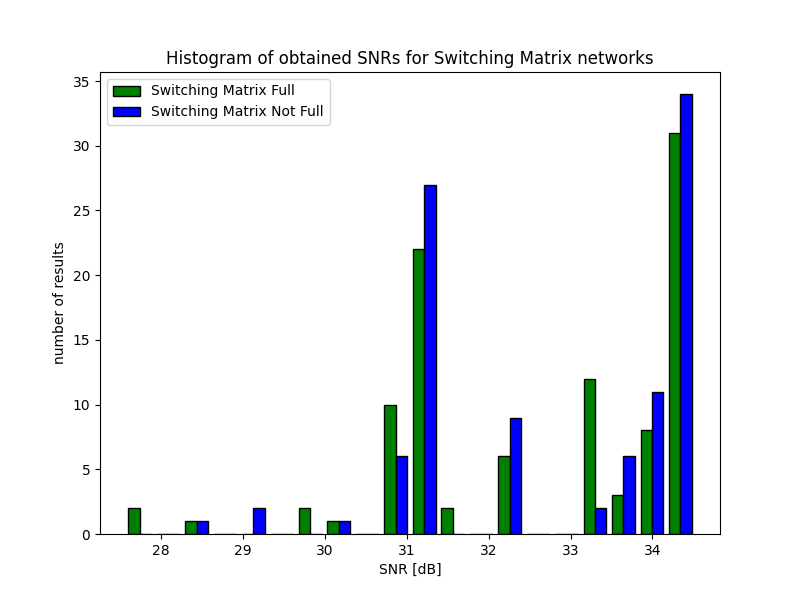 Histogram of obtained SNRs for Switching Matrix networks
Switching Matrix Full
Switching Matrix Not Full
number of results
35
30
25
20
15
10
5
0
28 29 30 31 32 33 34
SNR [dB]